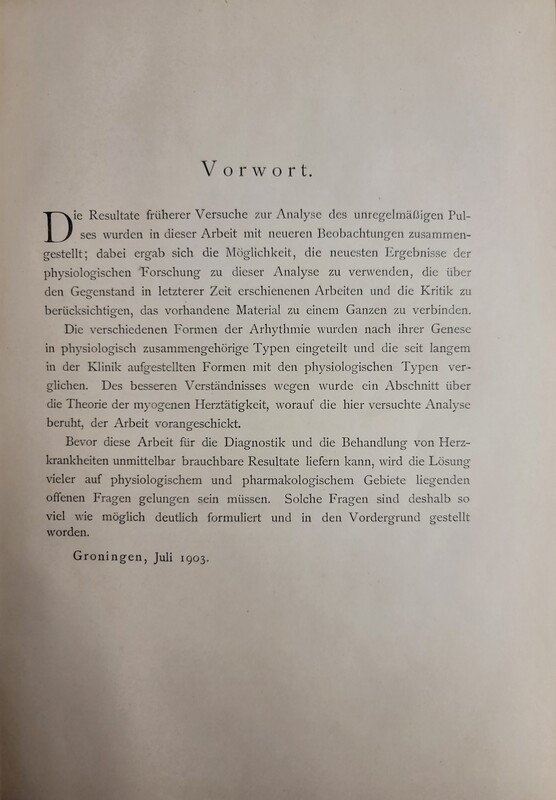 Vorwort.
Die Resultate früherer Versuche zur Analyse des unregelmäßigen Pul-
ses wurden in dieser Arbeit mit neueren Beobachtungen zusammen-
gestellt; dabei ergab sich die Möglichkeit, die neuesten Ergebnisse der
physiologischen Forschung zu dieser Analyse zu verwenden, die über
den Gegenstand in letzterer Zeit erschienenen Arbeiten und die Kritik zu
berücksichtigen, das vorhandene Material zu einem Ganzen zu verbinden.
Die verschiedenen Formen der Arhythmie wurden nach ihrer Genese
in physiologisch zusammengehörige Typen eingeteilt und die seit langem
in der Klinik aufgestellten Formen mit den physiologischen Typen ver-
glichen. Des besseren Verständnisses wegen wurde ein Abschnitt über
die Theorie der myogenen Herztätigkeit, worauf die hier versuchte Analyse
beruht, der Arbeit vorangeschickt.
Bevor diese Arbeit für die Diagnostik und die Behandlung von Herz-
krankheiten unmittelbar brauchbare Resultate liefern kann, wird die Lösung
vieler auf physiologischem und pharmakologischem Gebiete liegenden
offenen Fragen gelungen sein müssen. Solche Fragen sind deshalb so
viel wie möglich deutlich formuliert und in den Vordergrund gestellt
worden.
Groningen, Juli 1903.